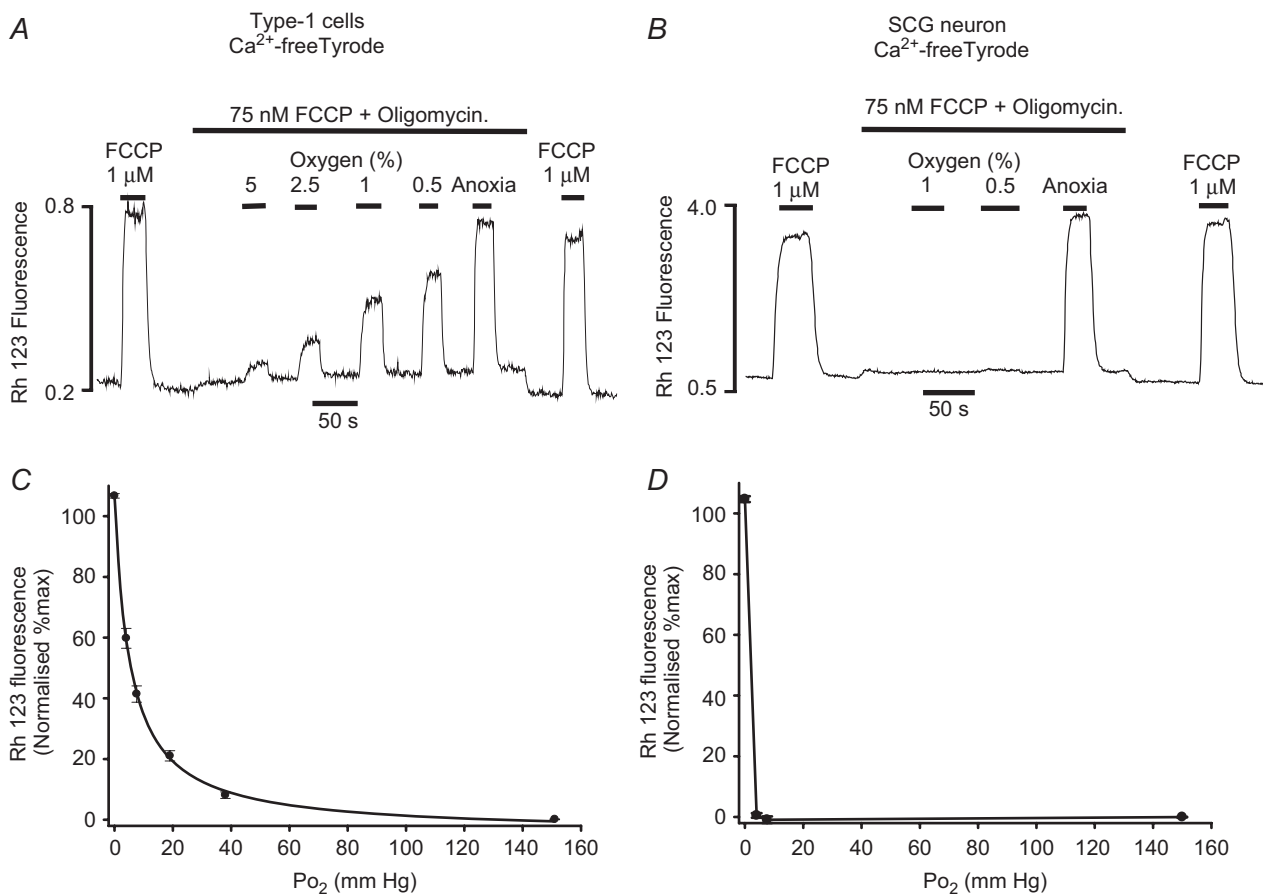 A
Type-1 cells
Ca2+-freeTyrode
75 nM FCCP + Oligomycin.
FCCP
1 μM
Oxygen (%)
5 2.5 1 0.5 Anoxia
FCCP
1 μM
0.8
0.2
Rh 123 Fluorescence
50 s
B
SCG neuron
Ca2+-freeTyrode
75 nM FCCP + Oligomycin.
FCCP
1 μM
Oxygen (%)
1 0.5 Anoxia
FCCP
1 μM
4.0
0.5
Rh 123 Fluorescence
50 s
C
Rh 123 fluorescence
(Normalised %max)
100
80
60
40
20
0
0 20 40 60 80 100 120 140 160
Po2 (mm Hg)
D
Rh 123 fluorescence
(Normalised %max)
100
80
60
40
20
0
0 20 40 60 80 100 120 140 160
Po2 (mm Hg)